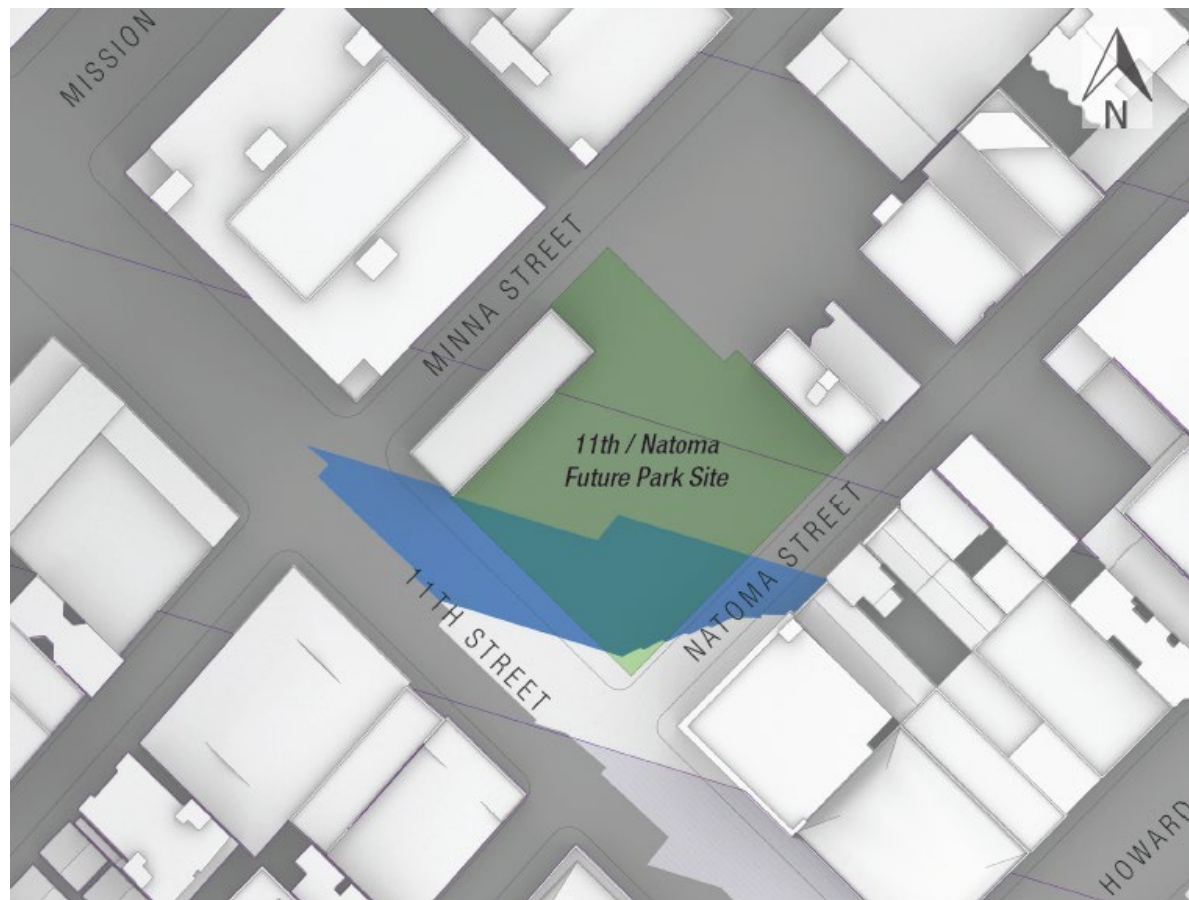 MISSION
N
MINNA STREET
11th / Natoma
Future Park Site
NATOMA STREET
11TH STREET
HOWARD